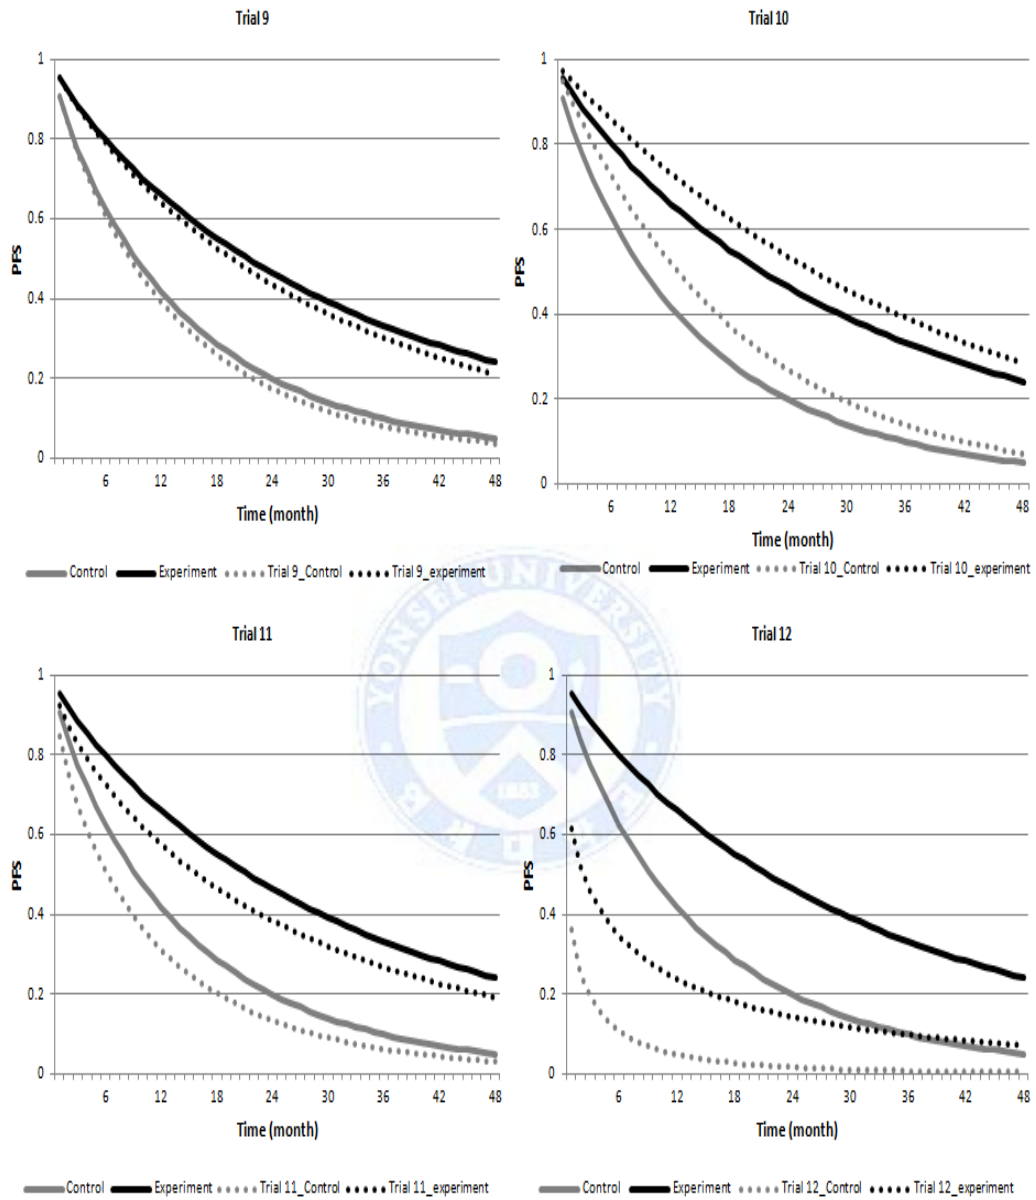 Trial 9
Trial 10
1
0.8
0.6
0.4
0.2
0
PFS
6 12 18 24 30 36 42 48
Time (month)
Control Experiment Trial 9_Control Trial 9_experiment
1
0.8
0.6
0.4
0.2
0
PFS
6 12 18 24 30 36 42 48
Time (month)
Control Experiment Trial 10_Control Trial 10_experiment
YONSEI UNIVERSITY
1885
Trial 11
Trial 12
1
0.8
0.6
0.4
0.2
0
PFS
6 12 18 24 30 36 42 48
Time (month)
Control Experiment Trial 11_Control Trial 11_experiment
1
0.8
0.6
0.4
0.2
0
PFS
6 12 18 24 30 36 42 48
Time (month)
Control Experiment Trial 12_Control Trial 12_experiment